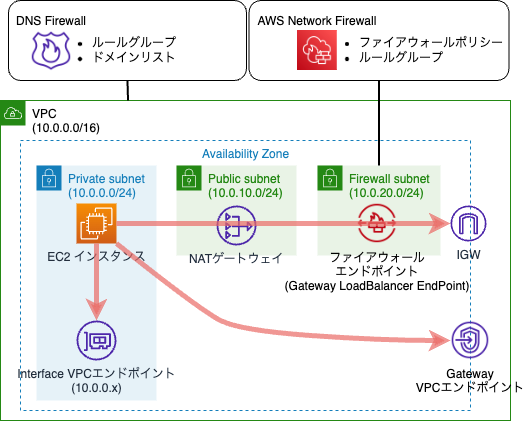 DNS Firewall
• ルールグループ
• ドメインリスト
AWS Network Firewall
• ファイアウォールポリシー
• ルールグループ
VPC
(10.0.0.0/16)
Availability Zone
Private subnet
(10.0.0.0/24)
Public subnet
(10.0.10.0/24)
Firewall subnet
(10.0.20.0/24)
EC2 インスタンス
NATゲートウェイ
ファイアウォール
エンドポイント
(Gateway LoadBalancer EndPoint)
IGW
Interface VPCエンドポイント
(10.0.0.x)
Gateway
VPCエンドポイント